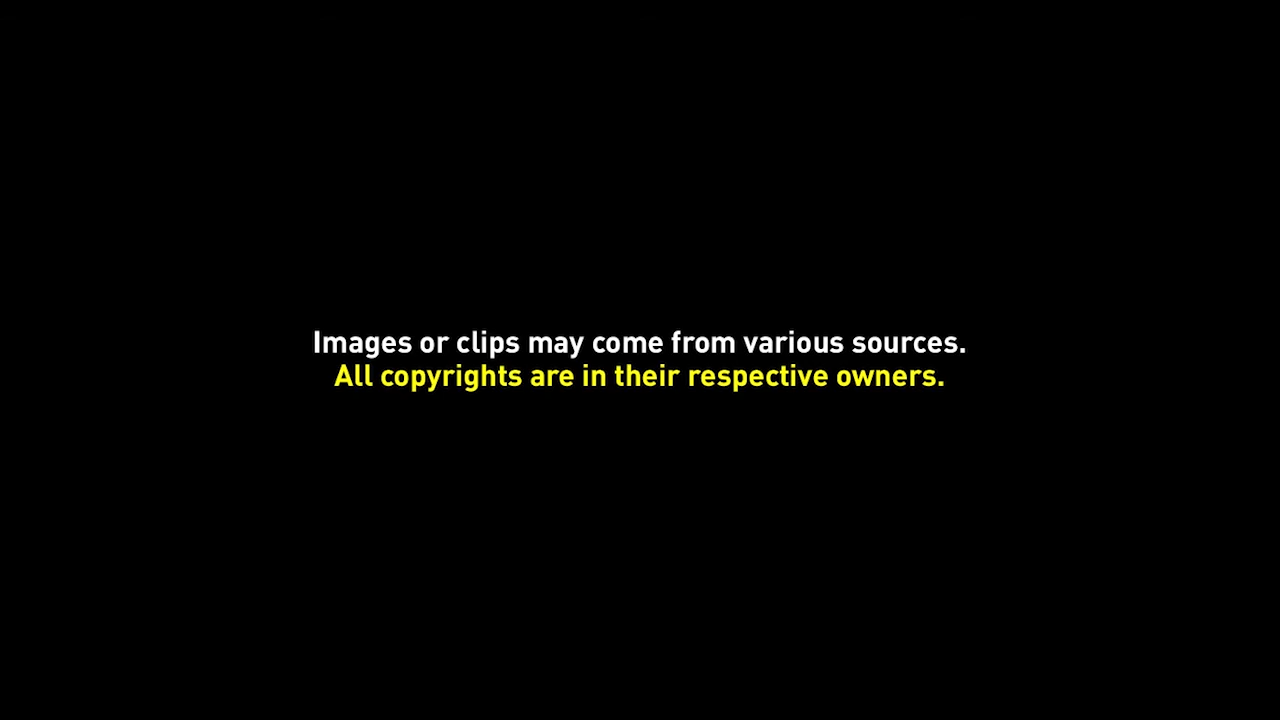 Images or clips may come from various sources.
All copyrights are in their respective owners.